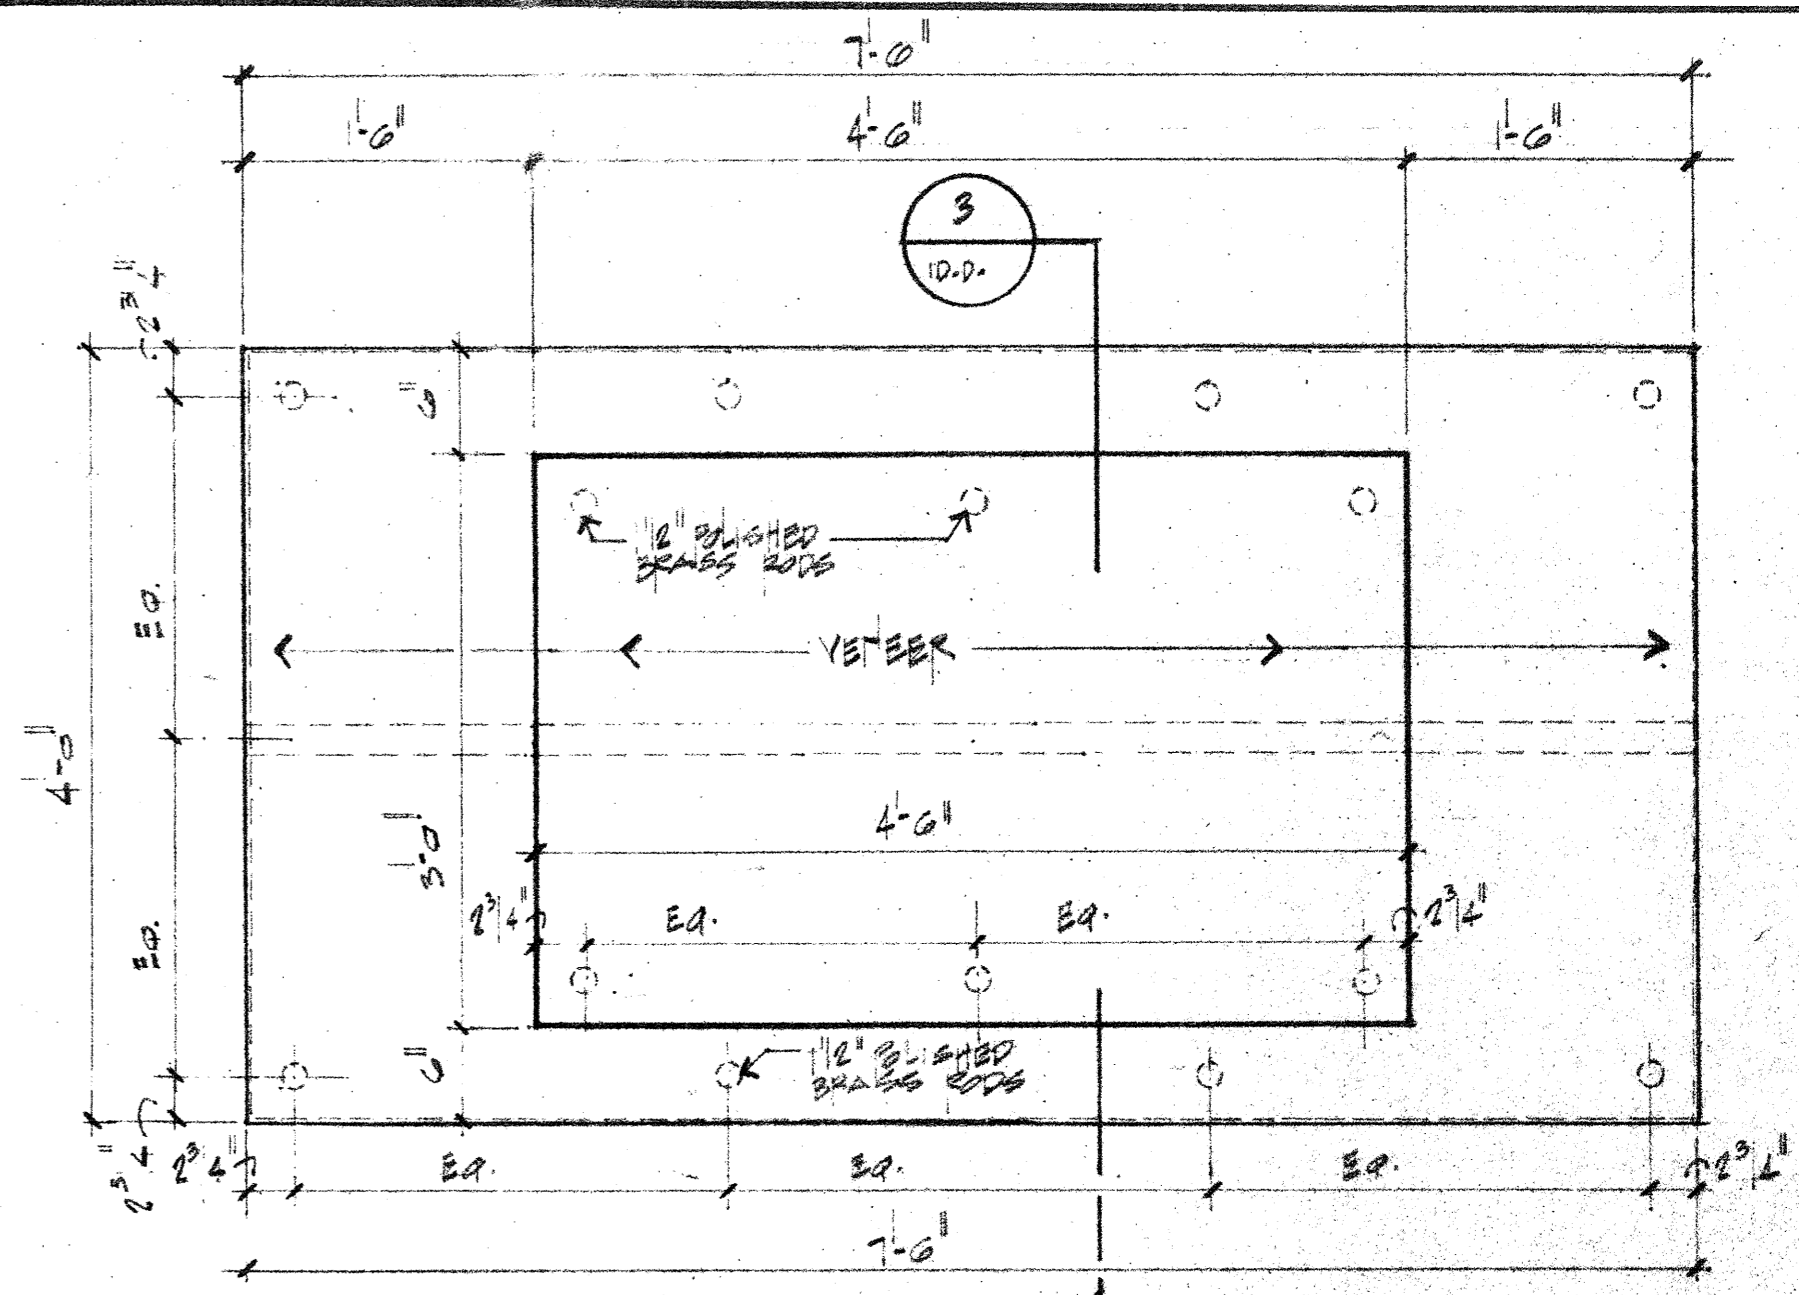 7'-6"
1'-6"
4'-6"
1'-6"
3
1D.D.
2 3/4"
6"
1 1/2" POLISHED
BRASS RODS
EQ.
VENEER
4'-0"
4'-6"
3'-0"
2 3/4"
EQ.
EQ.
2 3/4"
EQ.
6"
1 1/2" POLISHED
BRASS RODS
2 3/4"
2 3/4"
EQ.
EQ.
EQ.
2 3/4"
7'-6"